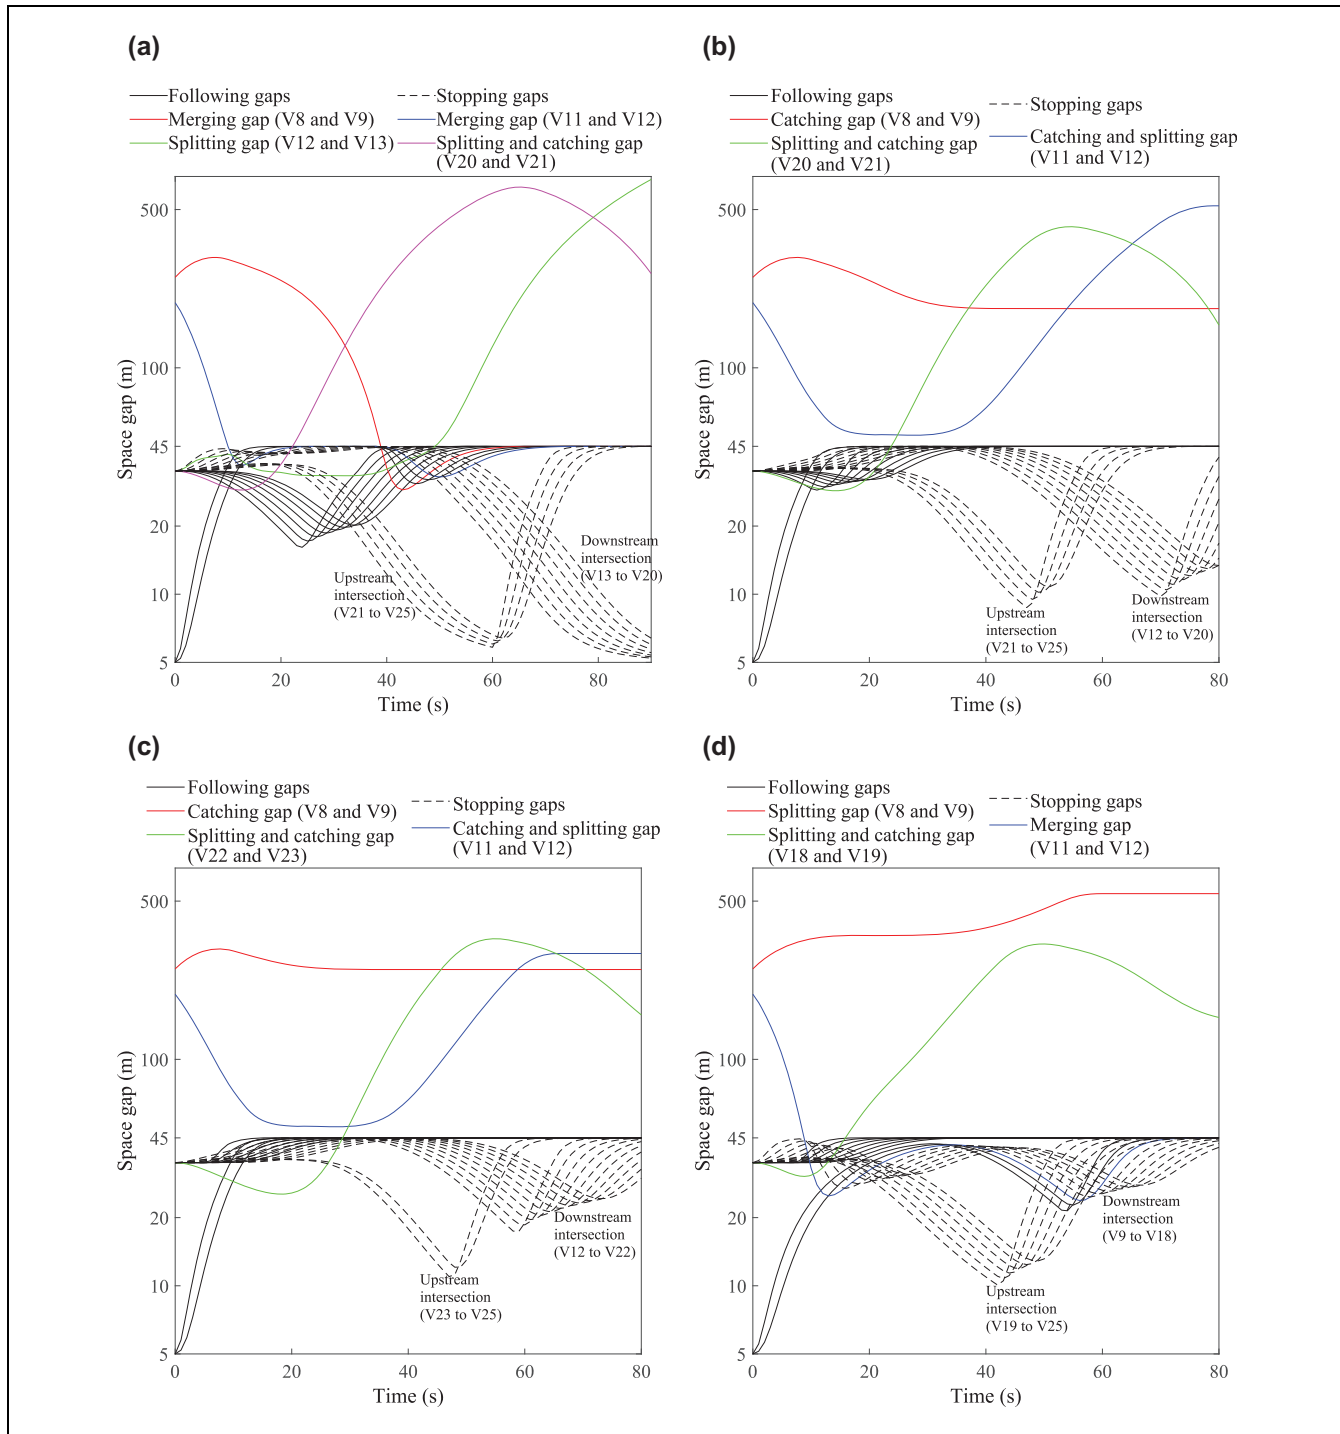 (a)
Following gaps
Stopping gaps
Merging gap (V8 and V9)
Merging gap (V11 and V12)
Splitting gap (V12 and V13)
Splitting and catching gap
(V20 and V21)
Space gap (m)
500
100
45
20
10
5
Upstream
intersection
(V21 to V25)
Downstream
intersection
(V13 to V20)
0
20
40
60
80
Time (s)
(b)
Following gaps
Stopping gaps
Catching gap (V8 and V9)
Catching and splitting gap
(V11 and V12)
Splitting and catching gap
(V20 and V21)
Space gap (m)
500
100
45
20
10
5
Upstream
intersection
(V21 to V25)
Downstream
intersection
(V12 to V20)
0
20
40
60
80
Time (s)
(c)
Following gaps
Stopping gaps
Catching gap (V8 and V9)
Catching and splitting gap
(V11 and V12)
Splitting and catching gap
(V22 and V23)
Space gap (m)
500
100
45
20
10
5
Upstream
intersection
(V23 to V25)
Downstream
intersection
(V12 to V22)
0
20
40
60
80
Time (s)
(d)
Following gaps
Stopping gaps
Splitting gap (V8 and V9)
Merging gap
(V11 and V12)
Splitting and catching gap
(V18 and V19)
Space gap (m)
500
100
45
20
10
5
Upstream
intersection
(V19 to V25)
Downstream
intersection
(V9 to V18)
0
20
40
60
80
Time (s)